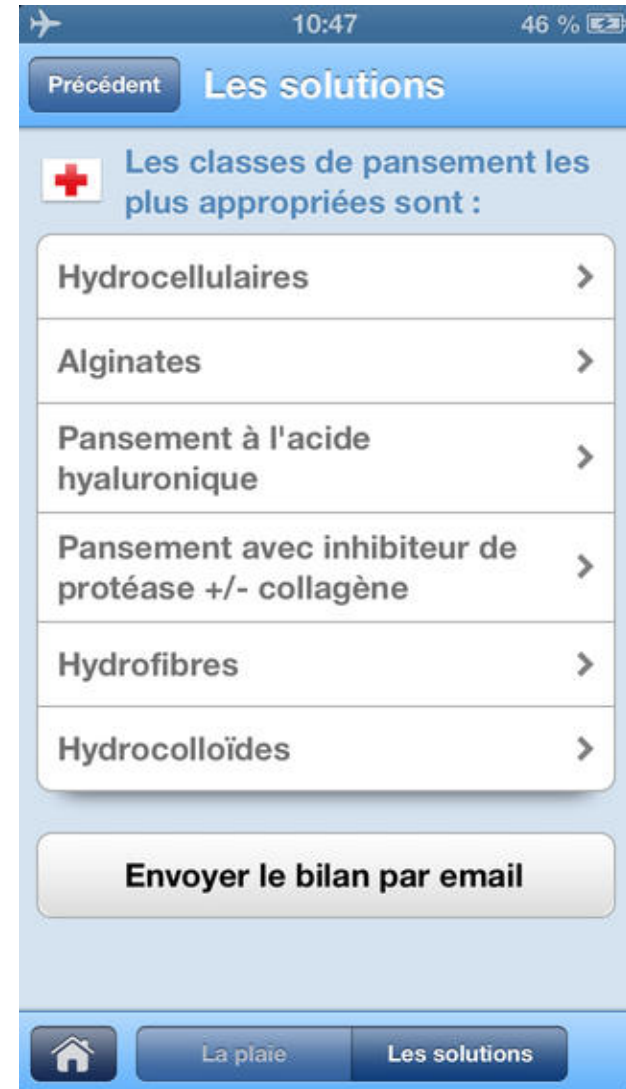 10:47
46 %
Précédent
Les solutions
Les classes de pansement les
plus appropriées sont :
Hydrocellulaires
Alginates
Pansement à l'acide
hyaluronique
Pansement avec inhibiteur de
protéase +/- collagène
Hydrofibres
Hydrocolloïdes
Envoyer le bilan par email
La plaie
Les solutions